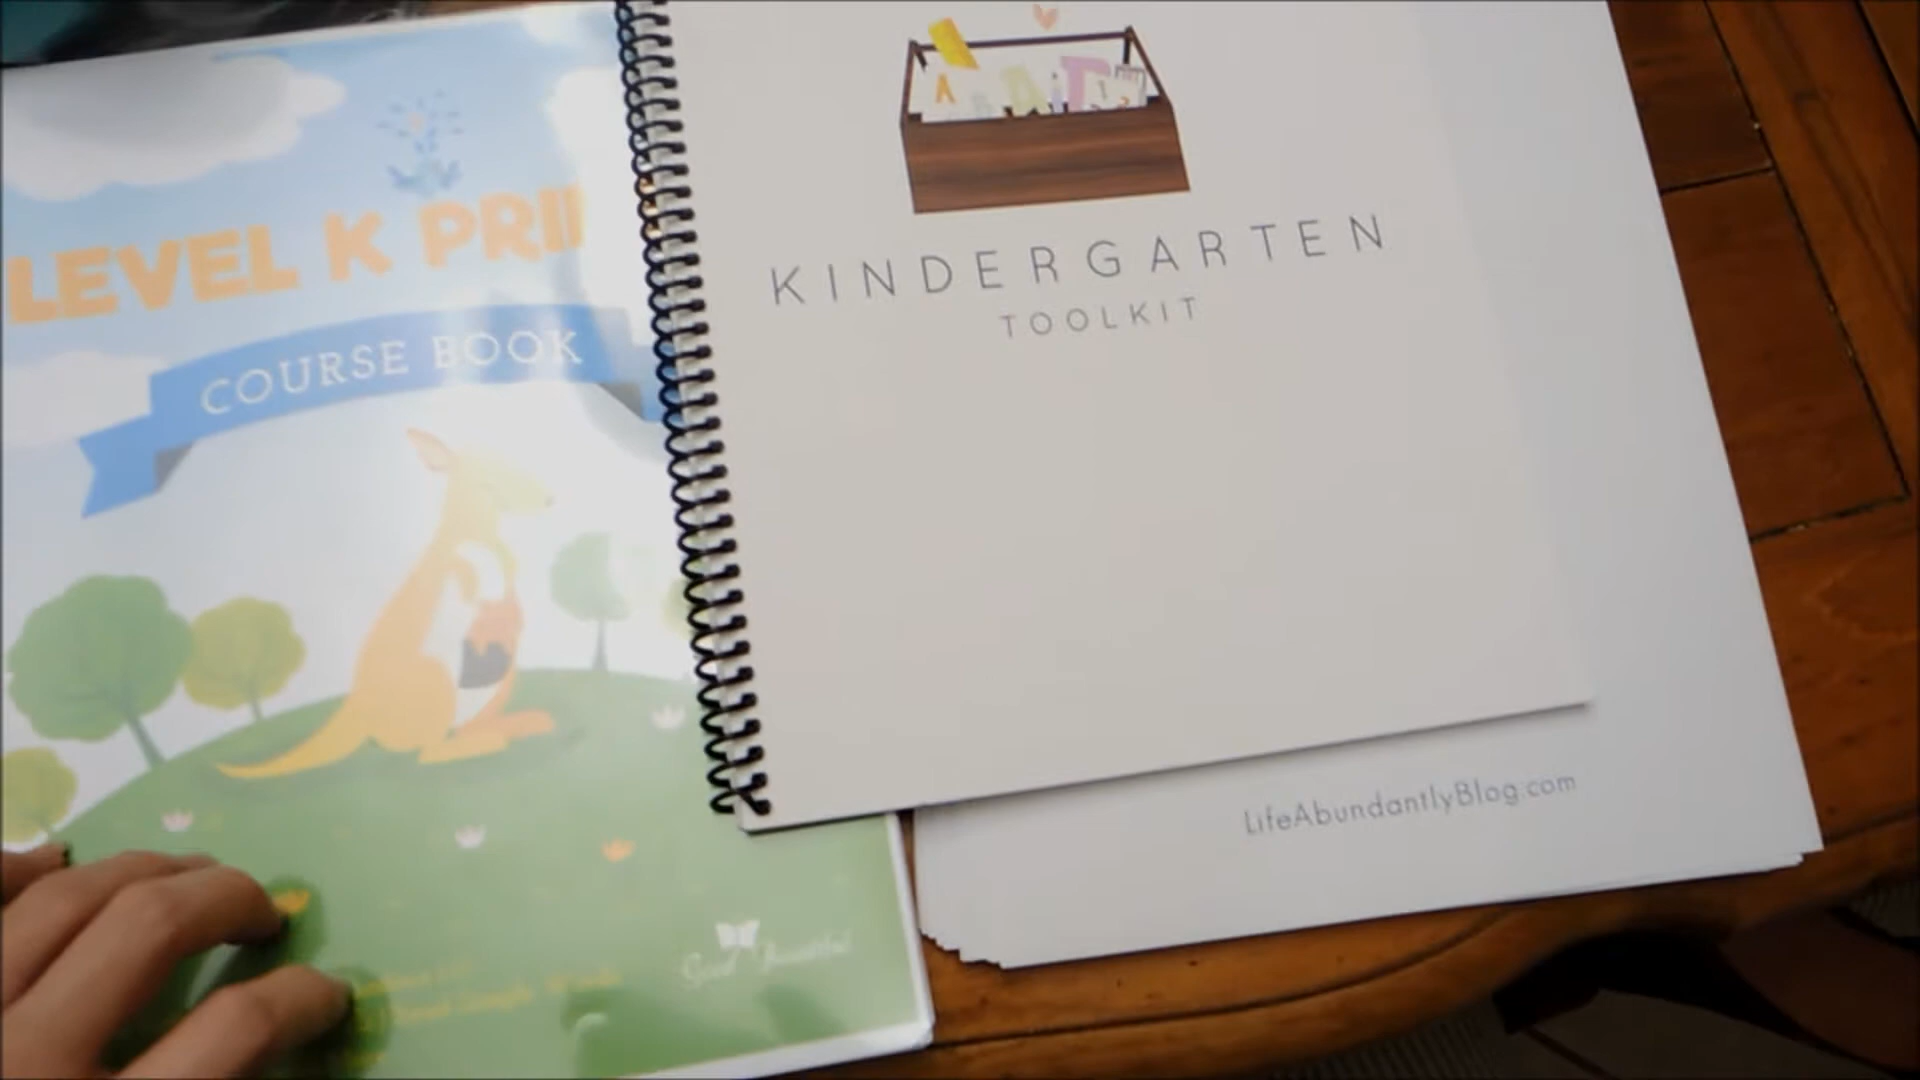 LEVEL K PRI
COURSE BOOK
KINDERGARTEN
TOOLKIT
LifeAbundantlyBlog.com